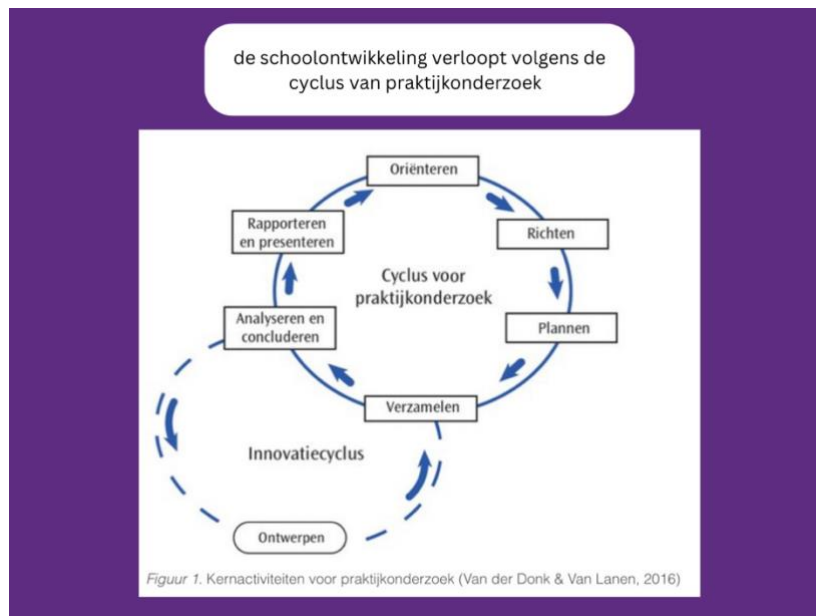 de schoolontwikkeling verloopt volgens de
cyclus van praktijkonderzoek
Oriënteren
Rapporteren
en presenteren
Richten
Cyclus voor
praktijkonderzoek
Analyseren en
concluderen
Plannen
Verzamelen
Innovatiecyclus
Ontwerpen
Figuur 1. Kernactiviteiten voor praktijkonderzoek (Van der Donk & Van Lanen, 2016)